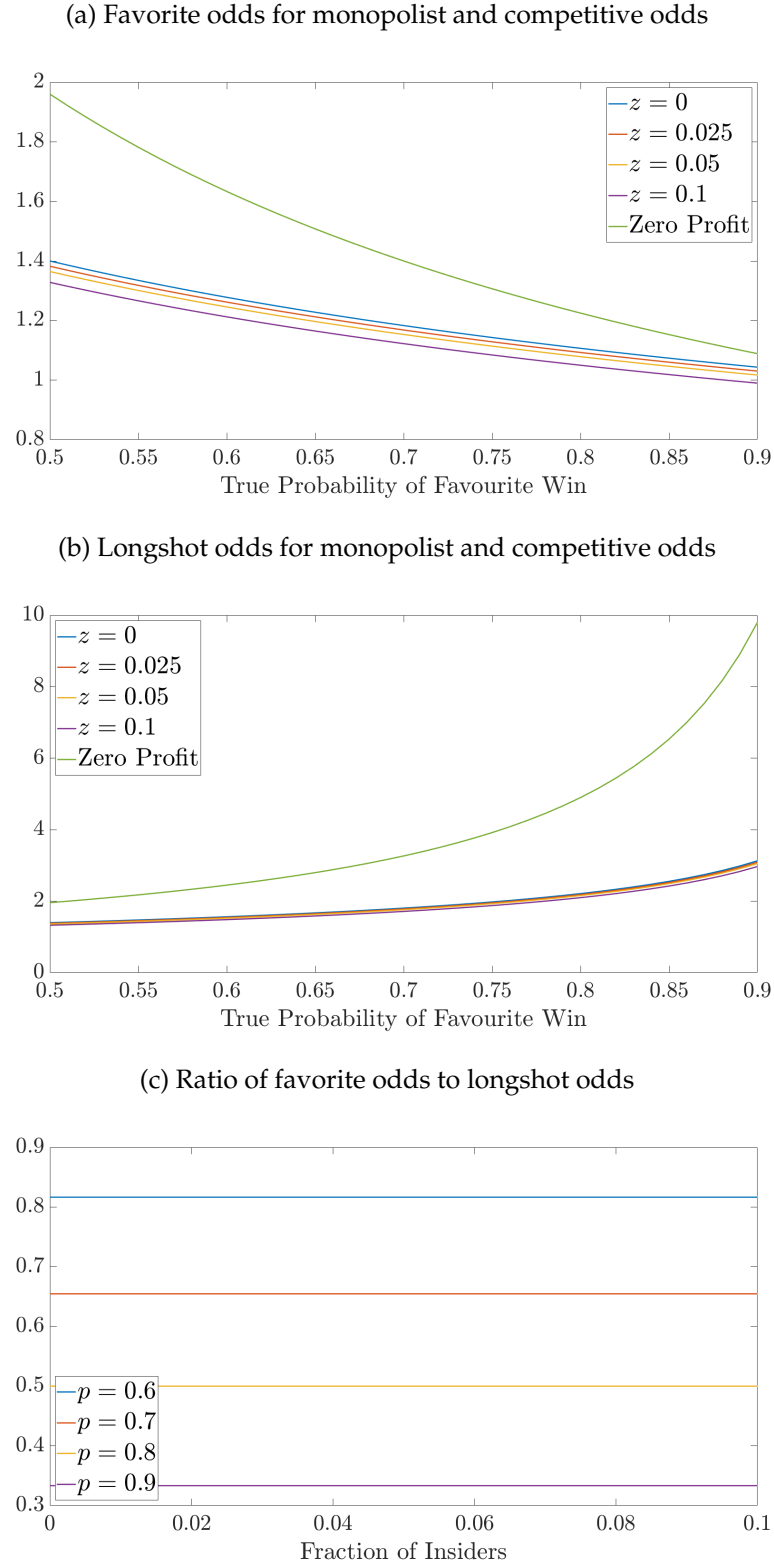 (a) Favorite odds for monopolist and competitive odds
2
1.8
1.6
1.4
1.2
1
0.8
z = 0
z = 0.025
z = 0.05
z = 0.1
Zero Profit
0.5 0.55 0.6 0.65 0.7 0.75 0.8 0.85 0.9
True Probability of Favourite Win
(b) Longshot odds for monopolist and competitive odds
10
8
6
4
2
0
z = 0
z = 0.025
z = 0.05
z = 0.1
Zero Profit
0.5 0.55 0.6 0.65 0.7 0.75 0.8 0.85 0.9
True Probability of Favourite Win
(c) Ratio of favorite odds to longshot odds
0.9
0.8
0.7
0.6
0.5
0.4
0.3
p = 0.6
p = 0.7
p = 0.8
p = 0.9
0 0.02 0.04 0.06 0.08 0.1
Fraction of Insiders